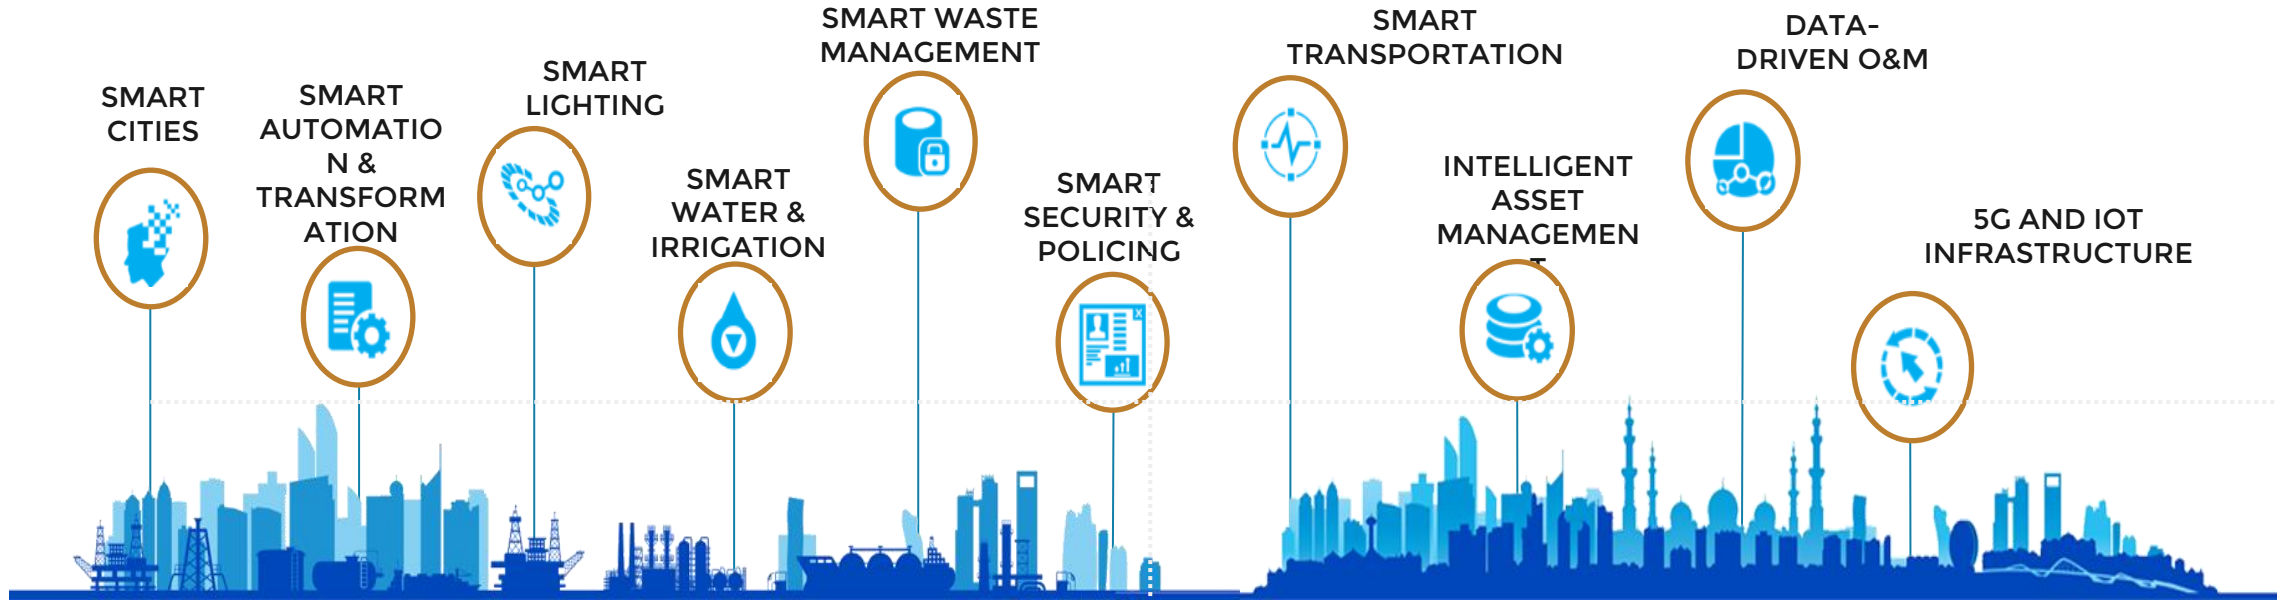 SMART
CITIES
SMART
AUTOMATIO
N &
TRANSFORM
ATION
SMART
LIGHTING
SMART
WATER &
IRRIGATION
SMART WASTE
MANAGEMENT
SMART
SECURITY &
POLICING
SMART
TRANSPORTATION
INTELLIGENT
ASSET
MANAGEMEN
T
DATA-
DRIVEN O&M
5G AND IOT
INFRASTRUCTURE